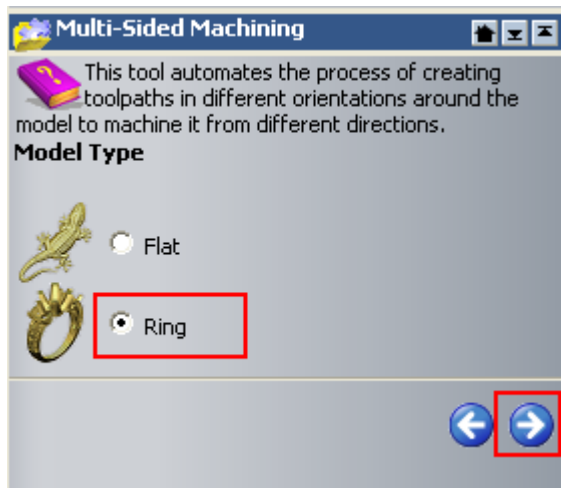 Multi-Sided Machining
This tool automates the process of creating
toolpaths in different orientations around the
model to machine it from different directions.
Model Type
Flat
Ring